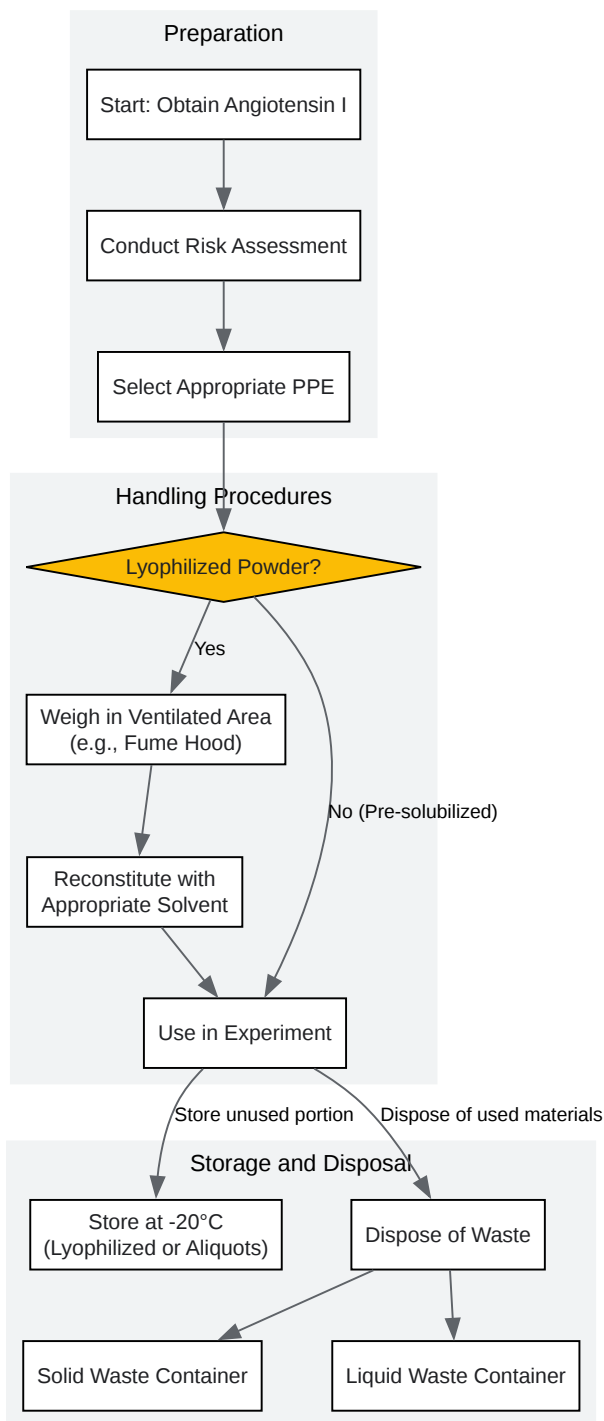 Preparation
Start: Obtain Angiotensin I
Conduct Risk Assessment
Select Appropriate PPE
Handling Procedures
Lyophilized Powder?
Yes
Weigh in Ventilated Area
(e.g., Fume Hood)
No (Pre-solubilized)
Reconstitute with
Appropriate Solvent
Use in Experiment
Store unused portion
Dispose of used materials
Storage and Disposal
Store at -20°C
(Lyophilized or Aliquots)
Dispose of Waste
Solid Waste Container
Liquid Waste Container